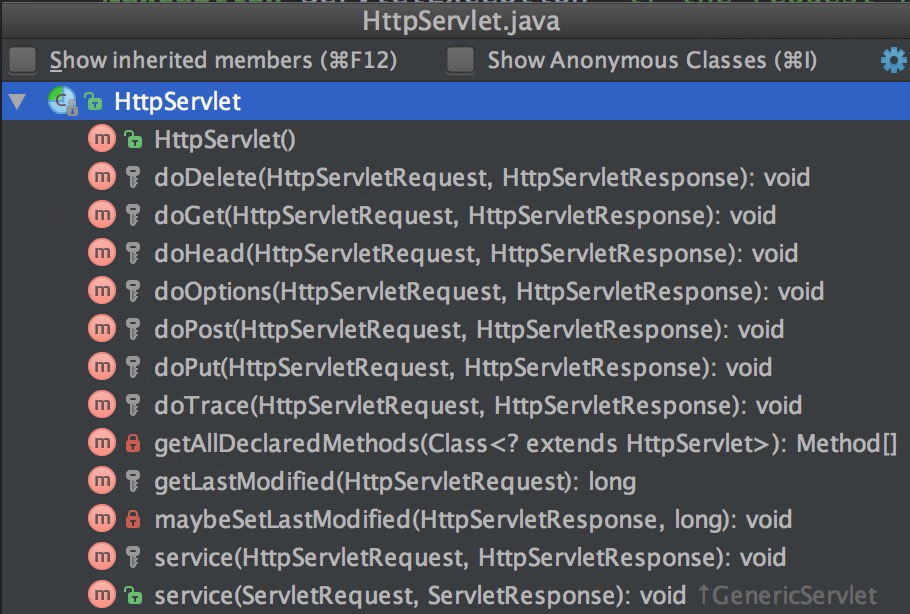 HttpServlet.java
Show inherited members (⌘F12) Show Anonymous Classes (⌘I)
HttpServlet
HttpServlet()
doDelete(HttpServletRequest, HttpServletResponse): void
doGet(HttpServletRequest, HttpServletResponse): void
doHead(HttpServletRequest, HttpServletResponse): void
doOptions(HttpServletRequest, HttpServletResponse): void
doPost(HttpServletRequest, HttpServletResponse): void
doPut(HttpServletRequest, HttpServletResponse): void
doTrace(HttpServletRequest, HttpServletResponse): void
getAllDeclaredMethods(Class<? extends HttpServlet>): Method[]
getLastModified(HttpServletRequest): long
maybeSetLastModified(HttpServletResponse, long): void
service(HttpServletRequest, HttpServletResponse): void
service(ServletRequest, ServletResponse): void ↑GenericServlet